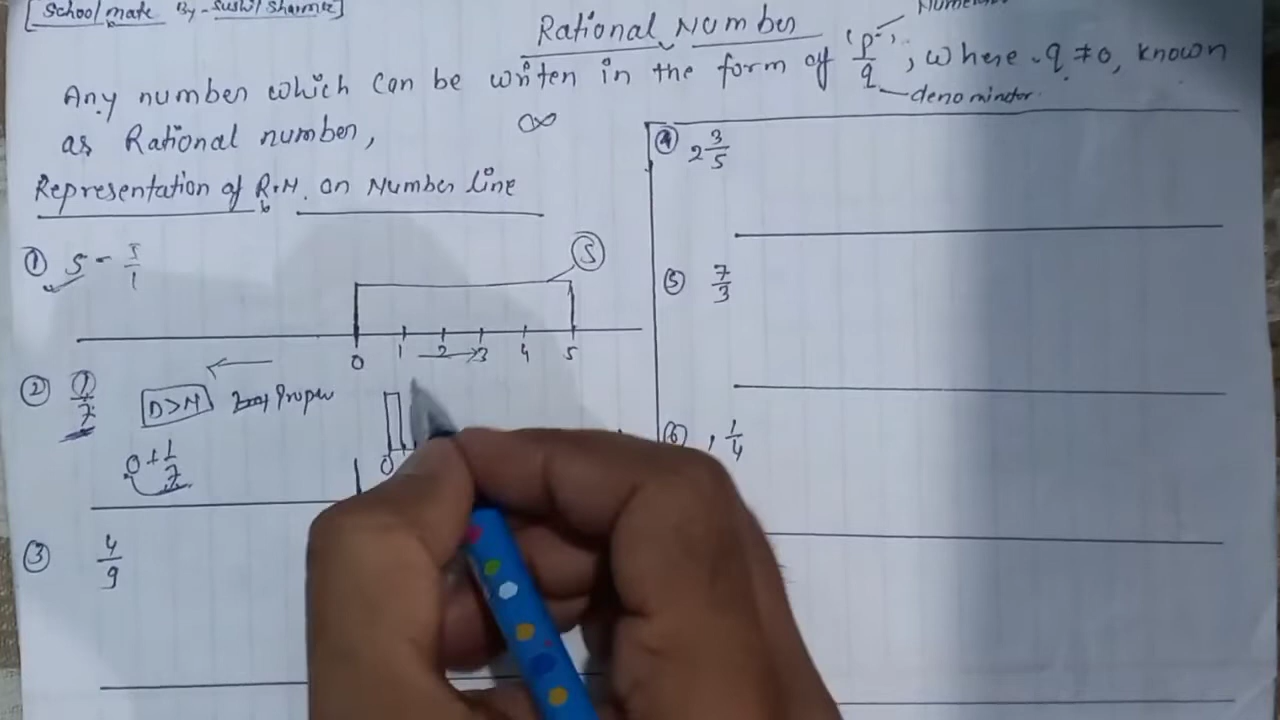 [School mate By - Sushil Sharma]
Rational Number
Any number which can be writen in the form of 'p'/q, where q ≠ 0, known
denominder
as Rational number, ∞
Representation of R.N. on Number line
① 5 - 5/1
⑤
0 1 2 → 3 4 5
② 1/7 D>N Proper
0 + 1/7
0
③ 4/9
④ 2 3/5
⑤ 7/3
⑥ , 1/4